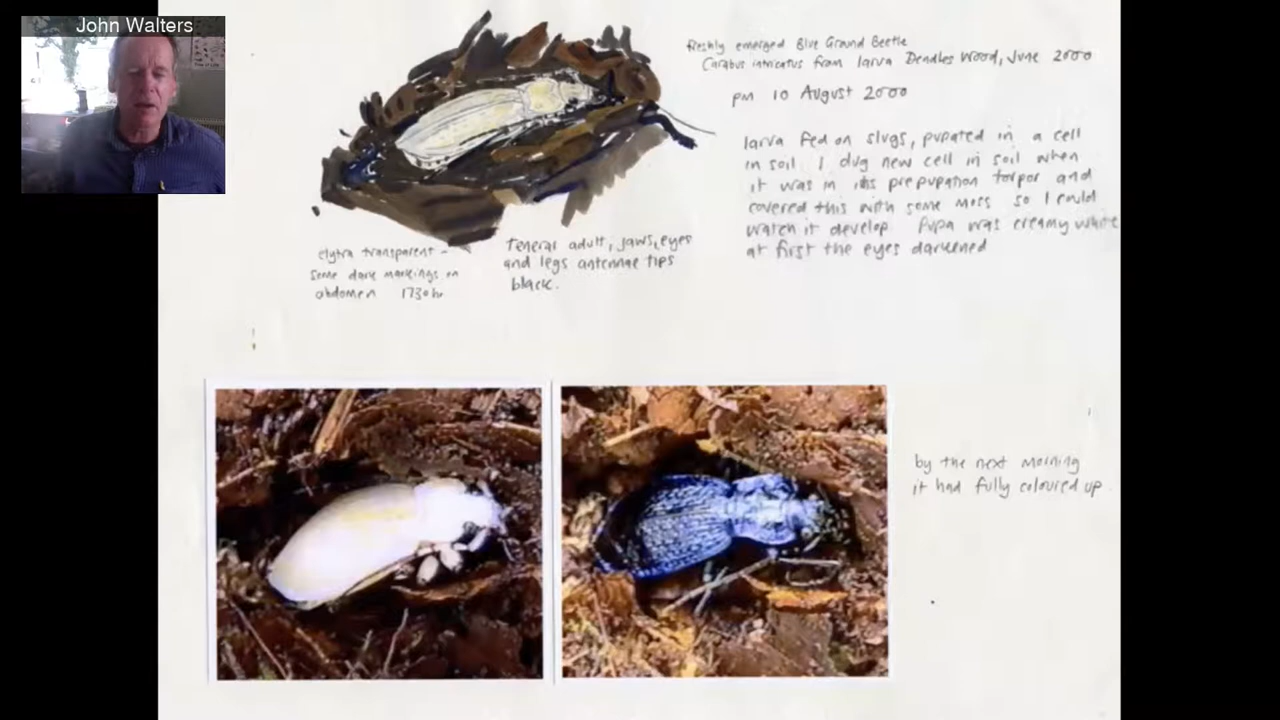 John Walters
freshly emerged Blue Ground Beetle
Carabus intricatus from larva Dendles Wood, June 2000
pm 10 August 2000
larva fed on slugs, pupated in a cell
in soil. I dug new cell in soil when
it was in its prepupation torpor and
covered this with some moss so I could
watch it develop. Pupa was creamy white
at first the eyes darkened
elytra transparent -
some dark markings on
abdomen 1730hr
Teneral adult, jaws, eyes
and legs antennae tips
black.
by the next morning
it had fully coloured up.